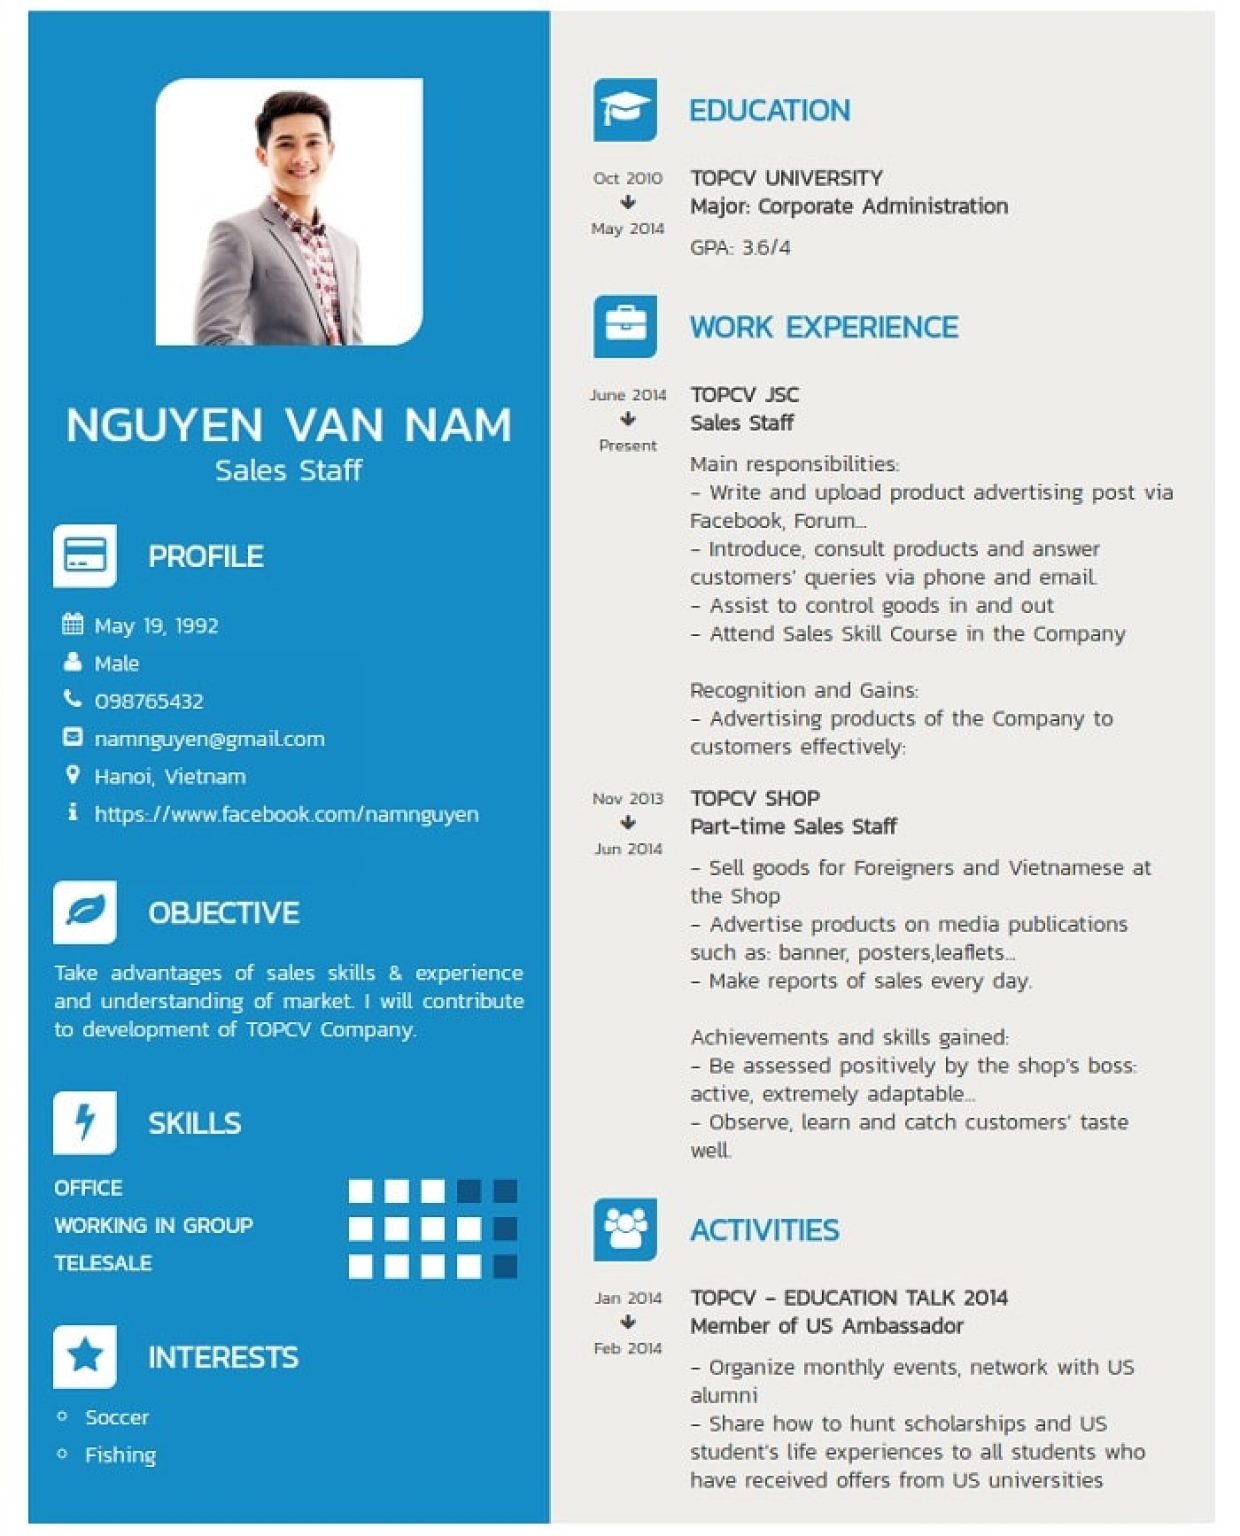 NGUYEN VAN NAM
Sales Staff
PROFILE
May 19, 1992
Male
098765432
namnguyen@gmail.com
Hanoi, Vietnam
https://www.facebook.com/namnguyen
OBJECTIVE
Take advantages of sales skills & experience
and understanding of market. I will contribute
to development of TOPCV Company.
SKILLS
OFFICE
WORKING IN GROUP
TELESALE
INTERESTS
Soccer
Fishing
EDUCATION
Oct 2010
May 2014
TOPCV UNIVERSITY
Major: Corporate Administration
GPA: 3.6/4
WORK EXPERIENCE
June 2014
Present
TOPCV JSC
Sales Staff
Main responsibilities:
- Write and upload product advertising post via
Facebook, Forum...
- Introduce, consult products and answer
customers' queries via phone and email.
- Assist to control goods in and out
- Attend Sales Skill Course in the Company
Recognition and Gains:
- Advertising products of the Company to
customers effectively:
Nov 2013
Jun 2014
TOPCV SHOP
Part-time Sales Staff
- Sell goods for Foreigners and Vietnamese at
the Shop
- Advertise products on media publications
such as: banner, posters,leaflets...
- Make reports of sales every day.
Achievements and skills gained:
- Be assessed positively by the shop's boss:
active, extremely adaptable...
- Observe, learn and catch customers' taste
well.
ACTIVITIES
Jan 2014
Feb 2014
TOPCV - EDUCATION TALK 2014
Member of US Ambassador
- Organize monthly events, network with US
alumni
- Share how to hunt scholarships and US
student's life experiences to all students who
have received offers from US universities